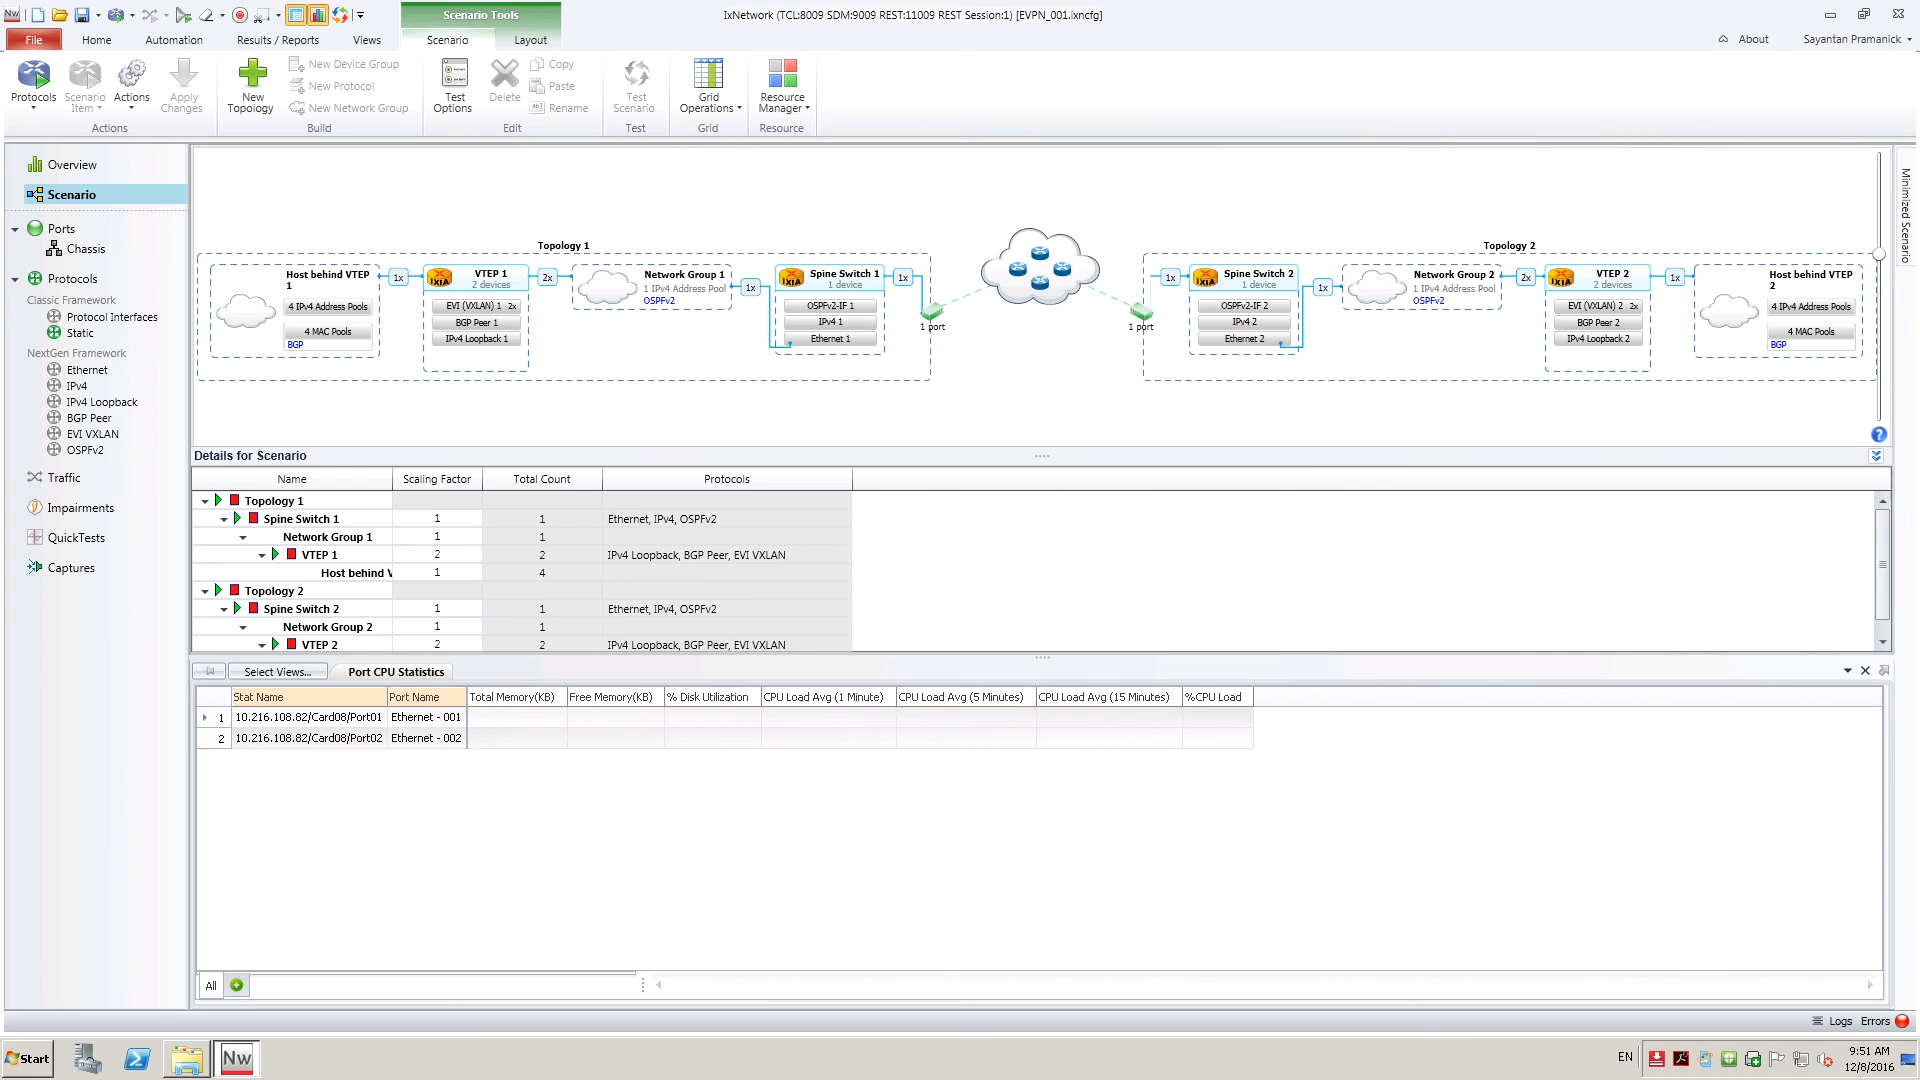 Scenario Tools
IxNetwork (TCL:8009 SDM:9009 REST:11009 REST Session:1) [EVPN_001.ixncfg]
File Home Automation Results / Reports Views Scenario Layout About Sayantan Pramanick
Protocols Scenario Item Actions Apply Changes
Actions
New Topology New Device Group New Protocol New Network Group
Build
Test Options Delete Copy Paste Rename
Edit
Test Scenario
Test
Grid Operations
Grid
Resource Manager
Resource
Overview
Scenario
Ports
Chassis
Protocols
Classic Framework
Protocol Interfaces
Static
NextGen Framework
Ethernet
IPv4
IPv4 Loopback
BGP Peer
EVI VXLAN
OSPFv2
Traffic
Impairments
QuickTests
Captures
Topology 1
Host behind VTEP 1
4 IPv4 Address Pools
4 MAC Pools
BGP
1x
IXIA
VTEP 1
2 devices
EVI (VXLAN) 1 2x
BGP Peer 1
IPv4 Loopback 1
2x
Network Group 1
1 IPv4 Address Pool
OSPFv2
1x
IXIA
Spine Switch 1
1 device
OSPFv2-IF 1
IPv4 1
Ethernet 1
1x
1 port
Topology 2
1 port
1x
IXIA
Spine Switch 2
1 device
OSPFv2-IF 2
IPv4 2
Ethernet 2
1x
Network Group 2
1 IPv4 Address Pool
OSPFv2
2x
IXIA
VTEP 2
2 devices
EVI (VXLAN) 2 2x
BGP Peer 2
IPv4 Loopback 2
1x
Host behind VTEP 2
4 IPv4 Address Pools
4 MAC Pools
BGP
Minimized Scenario
Details for Scenario
Name Scaling Factor Total Count Protocols
Topology 1
Spine Switch 1 1 1 Ethernet, IPv4, OSPFv2
Network Group 1 1 1
VTEP 1 2 2 IPv4 Loopback, BGP Peer, EVI VXLAN
Host behind V 1 4
Topology 2
Spine Switch 2 1 1 Ethernet, IPv4, OSPFv2
Network Group 2 1 1
VTEP 2 2 2 IPv4 Loopback, BGP Peer, EVI VXLAN
Select Views... Port CPU Statistics
Stat Name Port Name Total Memory(KB) Free Memory(KB) % Disk Utilization CPU Load Avg (1 Minute) CPU Load Avg (5 Minutes) CPU Load Avg (15 Minutes) %CPU Load
1 10.216.108.82/Card08/Port01 Ethernet - 001
2 10.216.108.82/Card08/Port02 Ethernet - 002
All
Logs Errors
Start Nw EN 9:51 AM
12/8/2016